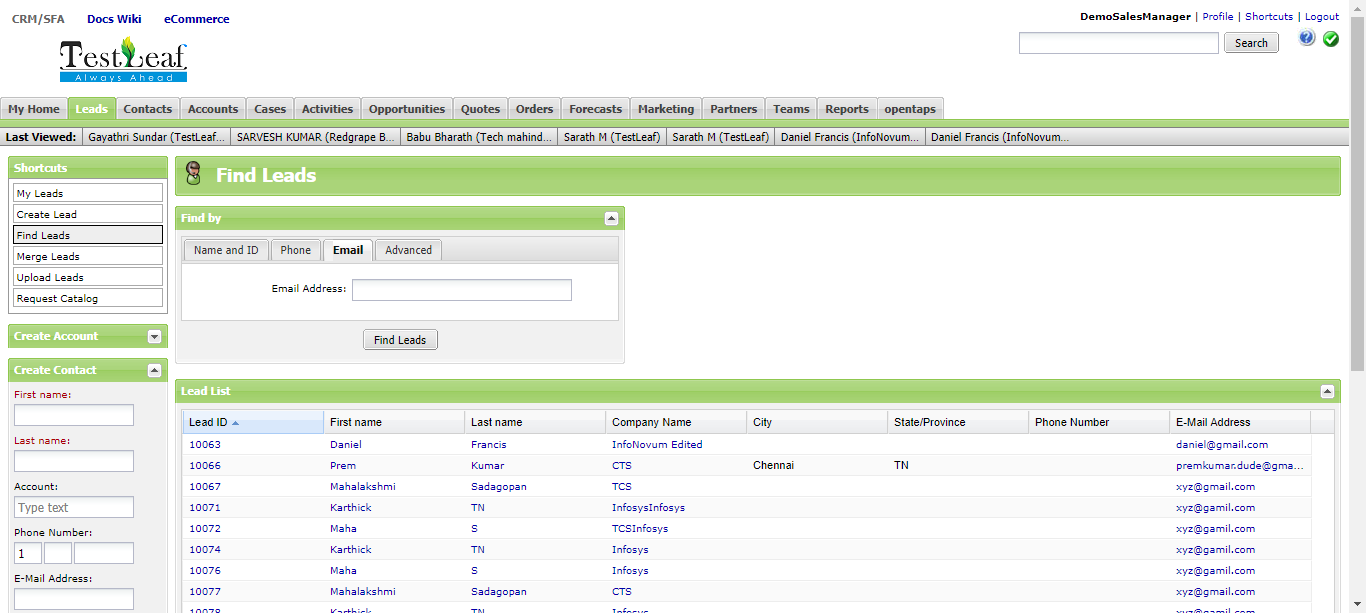 CRM/SFA Docs Wiki eCommerce
DemoSalesManager | Profile | Shortcuts | Logout
TestLeaf
Always Ahead
Search
My Home Leads Contacts Accounts Cases Activities Opportunities Quotes Orders Forecasts Marketing Partners Teams Reports opentaps
Last Viewed: Gayathri Sundar (TestLeaf... SARVESH KUMAR (Redgrape B... Babu Bharath (Tech mahind... Sarath M (TestLeaf) Sarath M (TestLeaf) Daniel Francis (InfoNovum... Daniel Francis (InfoNovum...
Shortcuts
My Leads
Create Lead
Find Leads
Merge Leads
Upload Leads
Request Catalog
Create Account
Create Contact
First name:
Last name:
Account:
Type text
Phone Number:
1
E-Mail Address:
Find Leads
Find by
Name and ID Phone Email Advanced
Email Address:
Find Leads
Lead List
Lead ID First name Last name Company Name City State/Province Phone Number E-Mail Address
10063 Daniel Francis InfoNovum Edited daniel@gmail.com
10066 Prem Kumar CTS Chennai TN premkumar.dude@gma...
10067 Mahalakshmi Sadagopan TCS xyz@gmail.com
10071 Karthick TN InfosysInfosys xyz@gamil.com
10072 Maha S TCSInfosys xyz@gmail.com
10074 Karthick TN Infosys xyz@gamil.com
10076 Maha S Infosys xyz@gamil.com
10077 Mahalakshmi Sadagopan CTS xyz@gmail.com
10078 Karthick TN Infosys xyz@gamil.com